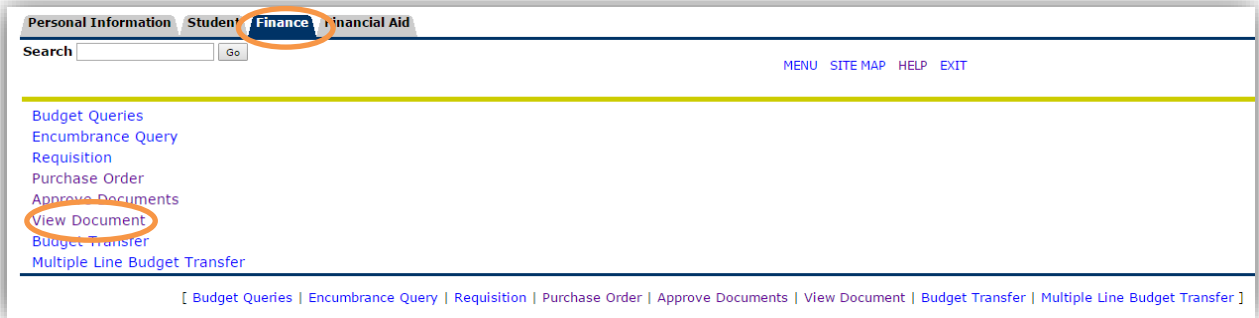 Personal Information Student Finance Financial Aid
Search Go
MENU SITE MAP HELP EXIT
Budget Queries
Encumbrance Query
Requisition
Purchase Order
Approve Documents
View Document
Budget Transfer
Multiple Line Budget Transfer
[ Budget Queries | Encumbrance Query | Requisition | Purchase Order | Approve Documents | View Document | Budget Transfer | Multiple Line Budget Transfer ]